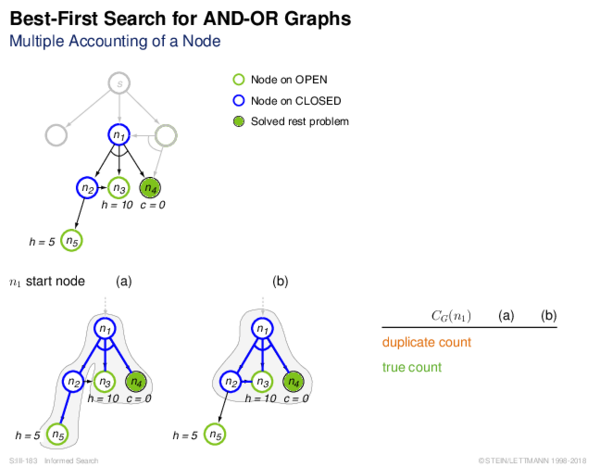 Best-First Search for AND-OR Graphs
Multiple Accounting of a Node
s
Node on OPEN
Node on CLOSED
Solved rest problem
n1
n2
n3
n4
h = 10 c = 0
h = 5 n5
n1 start node (a) (b)
n1
n2
n3
n4
h = 10 c = 0
h = 5 n5
n1
n2
n3
n4
h = 10 c = 0
h = 5 n5
CG(n1) (a) (b)
duplicate count
true count
S:II-183 Informed Search
©STEIN/LETTMANN 1998-2018